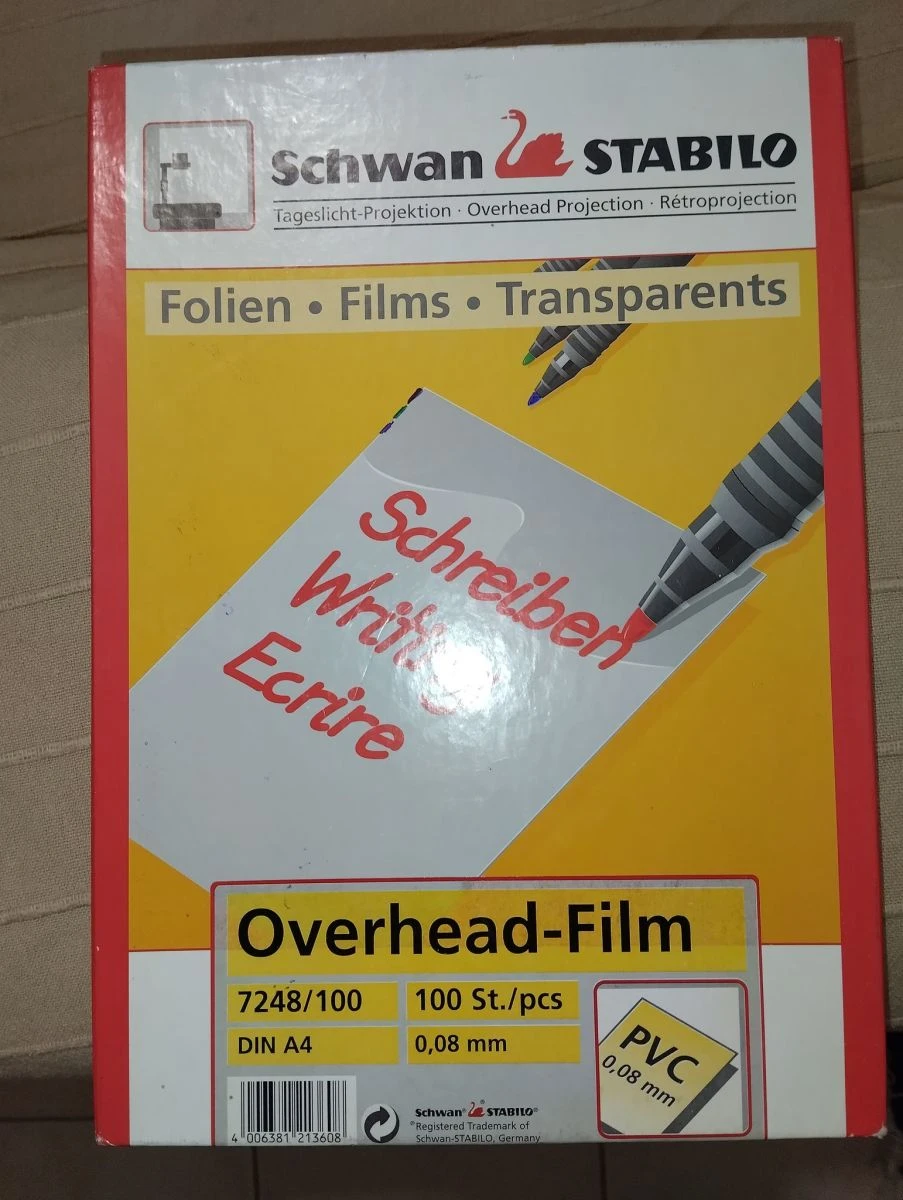 Schwan STABILO
Tageslicht-Projektion · Overhead Projection · Rétroprojection
Folien • Films • Transparents
Schreiben
Writing
Ecrire
Overhead-Film
7248/100
100 St./pcs
DIN A4
0,08 mm
PVC
0,08 mm
4 006381 213608
Schwan® STABILO®
®Registered Trademark of
Schwan-STABILO, Germany